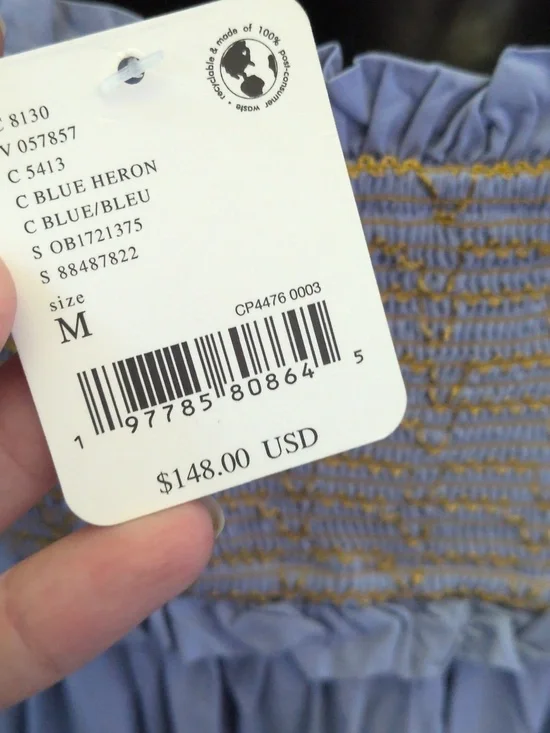 recyclable & made of 100% post-consumer waste •
C 8130
V 057857
C 5413
C BLUE HERON
C BLUE/BLEU
S OB1721375
S 88487822
size
M
CP4476 0003
1 97785 80864 5
$148.00 USD